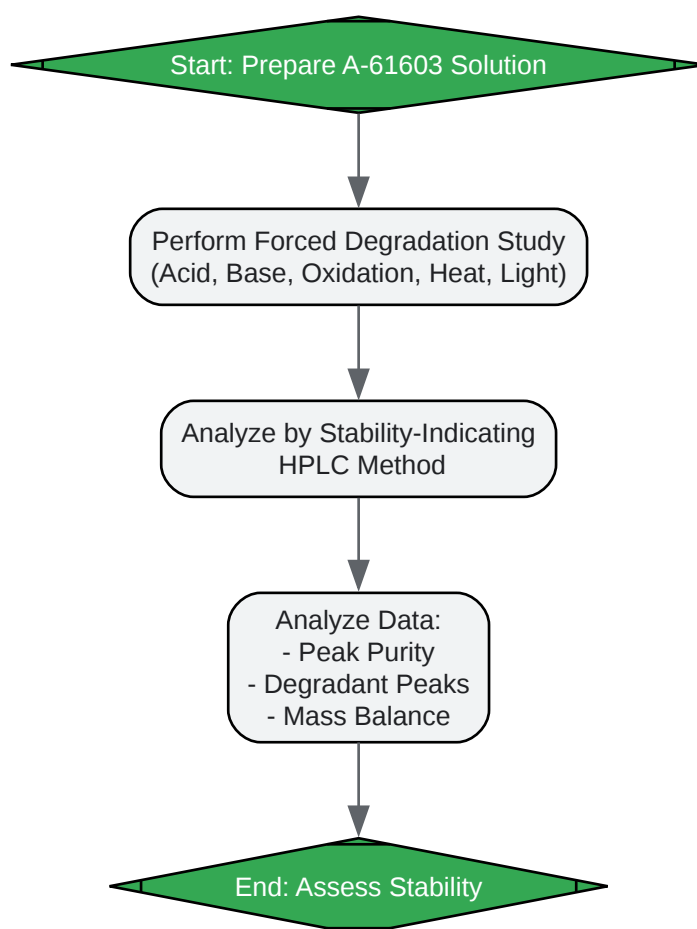 Start: Prepare A-61603 Solution
Perform Forced Degradation Study
(Acid, Base, Oxidation, Heat, Light)
Analyze by Stability-Indicating
HPLC Method
Analyze Data:
- Peak Purity
- Degradant Peaks
- Mass Balance
End: Assess Stability